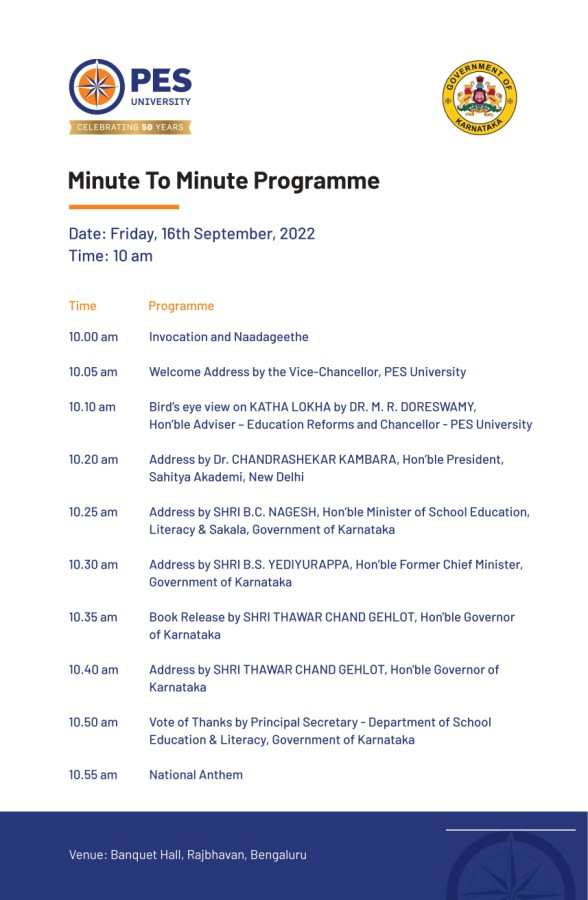 PES
UNIVERSITY
CELEBRATING 50 YEARS
GOVERNMENT OF
KARNATAKA
Minute To Minute Programme
Date: Friday, 16th September, 2022
Time: 10 am
Time Programme
10.00 am Invocation and Naadageethe
10.05 am Welcome Address by the Vice-Chancellor, PES University
10.10 am Bird's eye view on KATHA LOKHA by DR. M. R. DORESWAMY,
Hon'ble Adviser – Education Reforms and Chancellor - PES University
10.20 am Address by Dr. CHANDRASHEKAR KAMBARA, Hon'ble President,
Sahitya Akademi, New Delhi
10.25 am Address by SHRI B.C. NAGESH, Hon'ble Minister of School Education,
Literacy & Sakala, Government of Karnataka
10.30 am Address by SHRI B.S. YEDIYURAPPA, Hon'ble Former Chief Minister,
Government of Karnataka
10.35 am Book Release by SHRI THAWAR CHAND GEHLOT, Hon'ble Governor
of Karnataka
10.40 am Address by SHRI THAWAR CHAND GEHLOT, Hon'ble Governor of
Karnataka
10.50 am Vote of Thanks by Principal Secretary - Department of School
Education & Literacy, Government of Karnataka
10.55 am National Anthem
Venue: Banquet Hall, Rajbhavan, Bengaluru